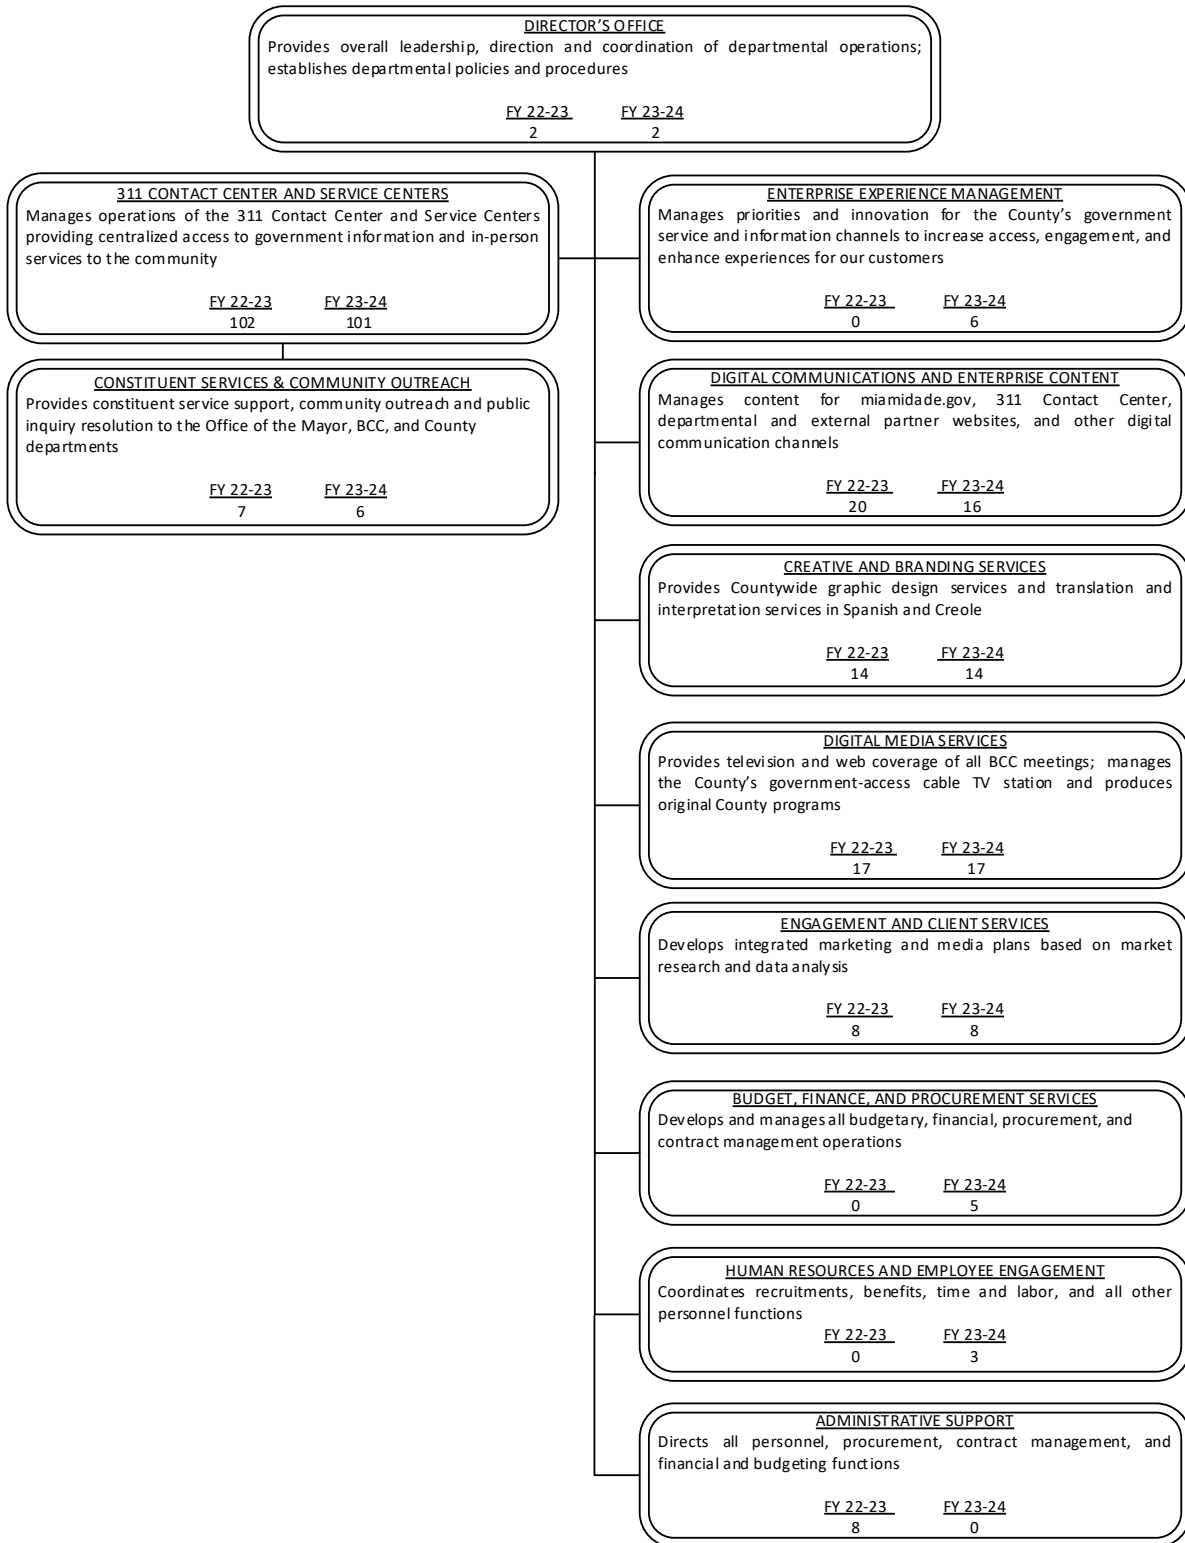 DIRECTOR'S OFFICE
Provides overall leadership, direction and coordination of departmental operations;
establishes departmental policies and procedures
FY 22-23 FY 23-24
2 2
311 CONTACT CENTER AND SERVICE CENTERS
Manages operations of the 311 Contact Center and Service Centers
providing centralized access to government information and in-person
services to the community
FY 22-23 FY 23-24
102 101
CONSTITUENT SERVICES & COMMUNITY OUTREACH
Provides constituent service support, community outreach and public
inquiry resolution to the Office of the Mayor, BCC, and County
departments
FY 22-23 FY 23-24
7 6
ENTERPRISE EXPERIENCE MANAGEMENT
Manages priorities and innovation for the County's government
service and information channels to increase access, engagement, and
enhance experiences for our customers
FY 22-23 FY 23-24
0 6
DIGITAL COMMUNICATIONS AND ENTERPRISE CONTENT
Manages content for miamidade.gov, 311 Contact Center,
departmental and external partner websites, and other digital
communication channels
FY 22-23 FY 23-24
20 16
CREATIVE AND BRANDING SERVICES
Provides Countywide graphic design services and translation and
interpretation services in Spanish and Creole
FY 22-23 FY 23-24
14 14
DIGITAL MEDIA SERVICES
Provides television and web coverage of all BCC meetings; manages
the County's government-access cable TV station and produces
original County programs
FY 22-23 FY 23-24
17 17
ENGAGEMENT AND CLIENT SERVICES
Develops integrated marketing and media plans based on market
research and data analysis
FY 22-23 FY 23-24
8 8
BUDGET, FINANCE, AND PROCUREMENT SERVICES
Develops and manages all budgetary, financial, procurement, and
contract management operations
FY 22-23 FY 23-24
0 5
HUMAN RESOURCES AND EMPLOYEE ENGAGEMENT
Coordinates recruitments, benefits, time and labor, and all other
personnel functions
FY 22-23 FY 23-24
0 3
ADMINISTRATIVE SUPPORT
Directs all personnel, procurement, contract management, and
financial and budgeting functions
FY 22-23 FY 23-24
8 0